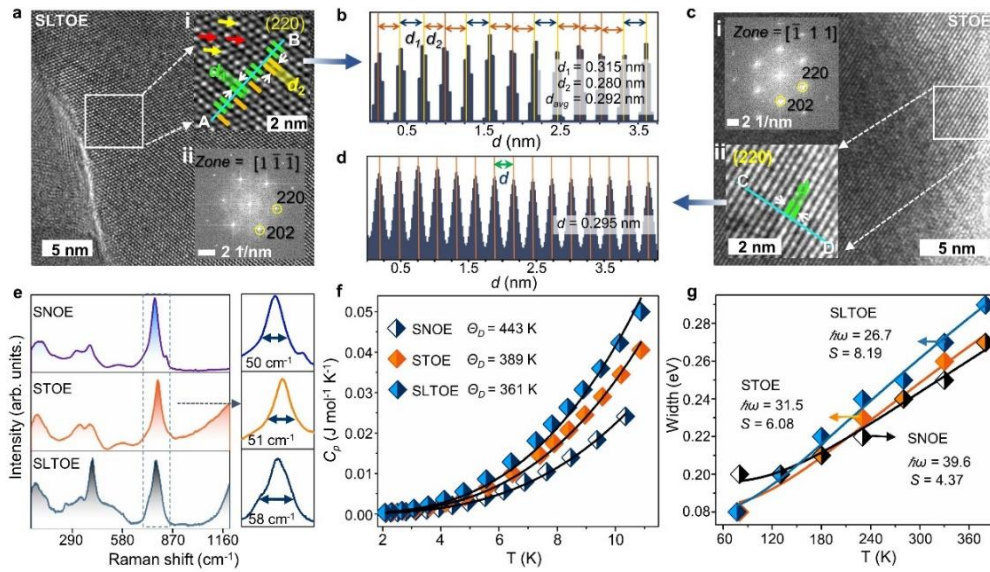 a
SLTOE
i
(220)
B
d1
d2
A
2 nm
ii
Zone = [1 1̄ 1̄]
220
202
2 1/nm
5 nm
b
d1 d2
d1 = 0.315 nm
d2 = 0.280 nm
davg = 0.292 nm
0.5 1.0 1.5 2.0 2.5 3.0 3.5
d (nm)
d
d
d = 0.295 nm
0.5 1.0 1.5 2.0 2.5 3.0 3.5
d (nm)
c
STOE
i
Zone = [1̄ 1 1]
220
202
2 1/nm
ii
(220)
C
D
2 nm
5 nm
e
Intensity (arb. units.)
SNOE
STOE
SLTOE
50 cm⁻¹
51 cm⁻¹
58 cm⁻¹
290 580 870 1160
Raman shift (cm⁻¹)
f
Cp (J mol⁻¹ K⁻¹)
0.05
0.04
0.03
0.02
0.01
0.00
SNOE ΘD = 443 K
STOE ΘD = 389 K
SLTOE ΘD = 361 K
2 4 6 8 10
T (K)
g
Width (eV)
0.28
0.26
0.24
0.22
0.20
0.08
SLTOE
ħω = 26.7
S = 8.19
STOE
ħω = 31.5
S = 6.08
SNOE
ħω = 39.6
S = 4.37
60 120 180 240 300 360
T (K)